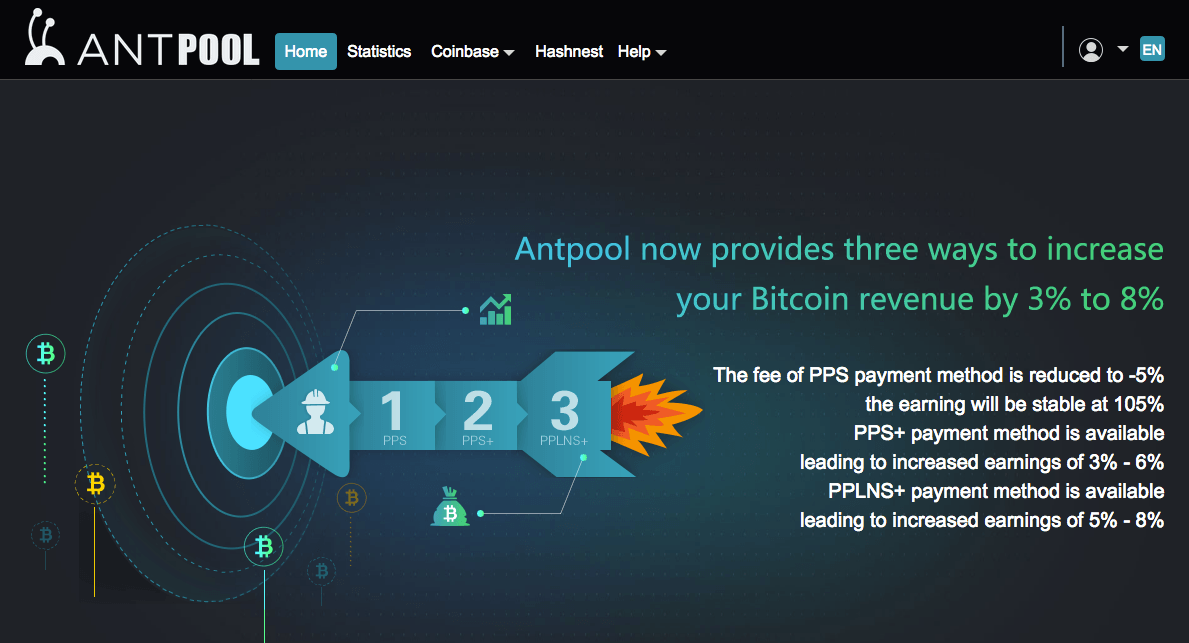 ANTPOOL Home Statistics Coinbase Hashnest Help EN
Antpool now provides three ways to increase
your Bitcoin revenue by 3% to 8%
The fee of PPS payment method is reduced to -5%
the earning will be stable at 105%
PPS+ payment method is available
leading to increased earnings of 3% - 6%
PPLNS+ payment method is available
leading to increased earnings of 5% - 8%
1 2 3
PPS PPS+ PPLNS+